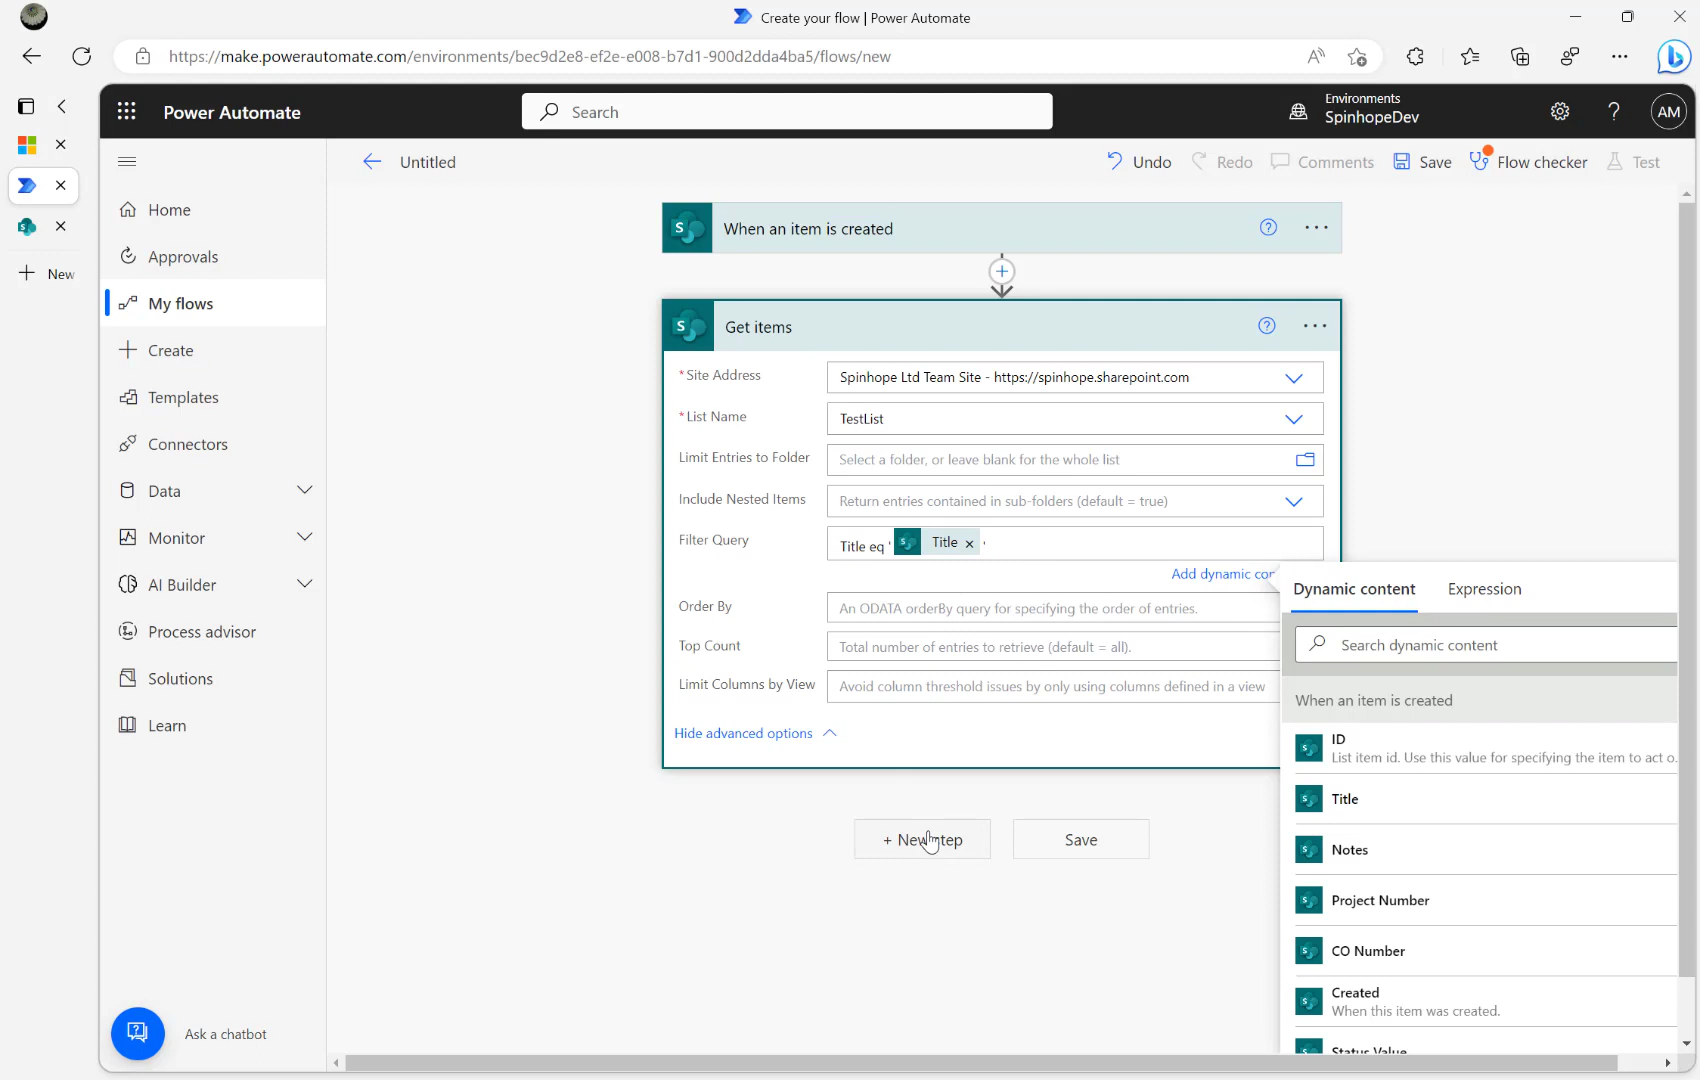 Create your flow | Power Automate
https://make.powerautomate.com/environments/bec9d2e8-ef2e-e008-b7d1-900d2dda4ba5/flows/new
Power Automate
Search
Environments
SpinhopeDev
?
AM
New
Untitled
Undo
Redo
Comments
Save
Flow checker
Test
Home
Approvals
My flows
Create
Templates
Connectors
Data
Monitor
AI Builder
Process advisor
Solutions
Learn
Ask a chatbot
When an item is created
Get items
* Site Address
Spinhope Ltd Team Site - https://spinhope.sharepoint.com
* List Name
TestList
Limit Entries to Folder
Select a folder, or leave blank for the whole list
Include Nested Items
Return entries contained in sub-folders (default = true)
Filter Query
Title eq ' Title × '
Add dynamic
Order By
An ODATA orderBy query for specifying the order of entries.
Top Count
Total number of entries to retrieve (default = all).
Limit Columns by View
Avoid column threshold issues by only using columns defined in a view
Hide advanced options
+ New step
Save
Dynamic content
Expression
Search dynamic content
When an item is created
ID
List item id. Use this value for specifying the item to act o.
Title
Notes
Project Number
CO Number
Created
When this item was created.
Status Value